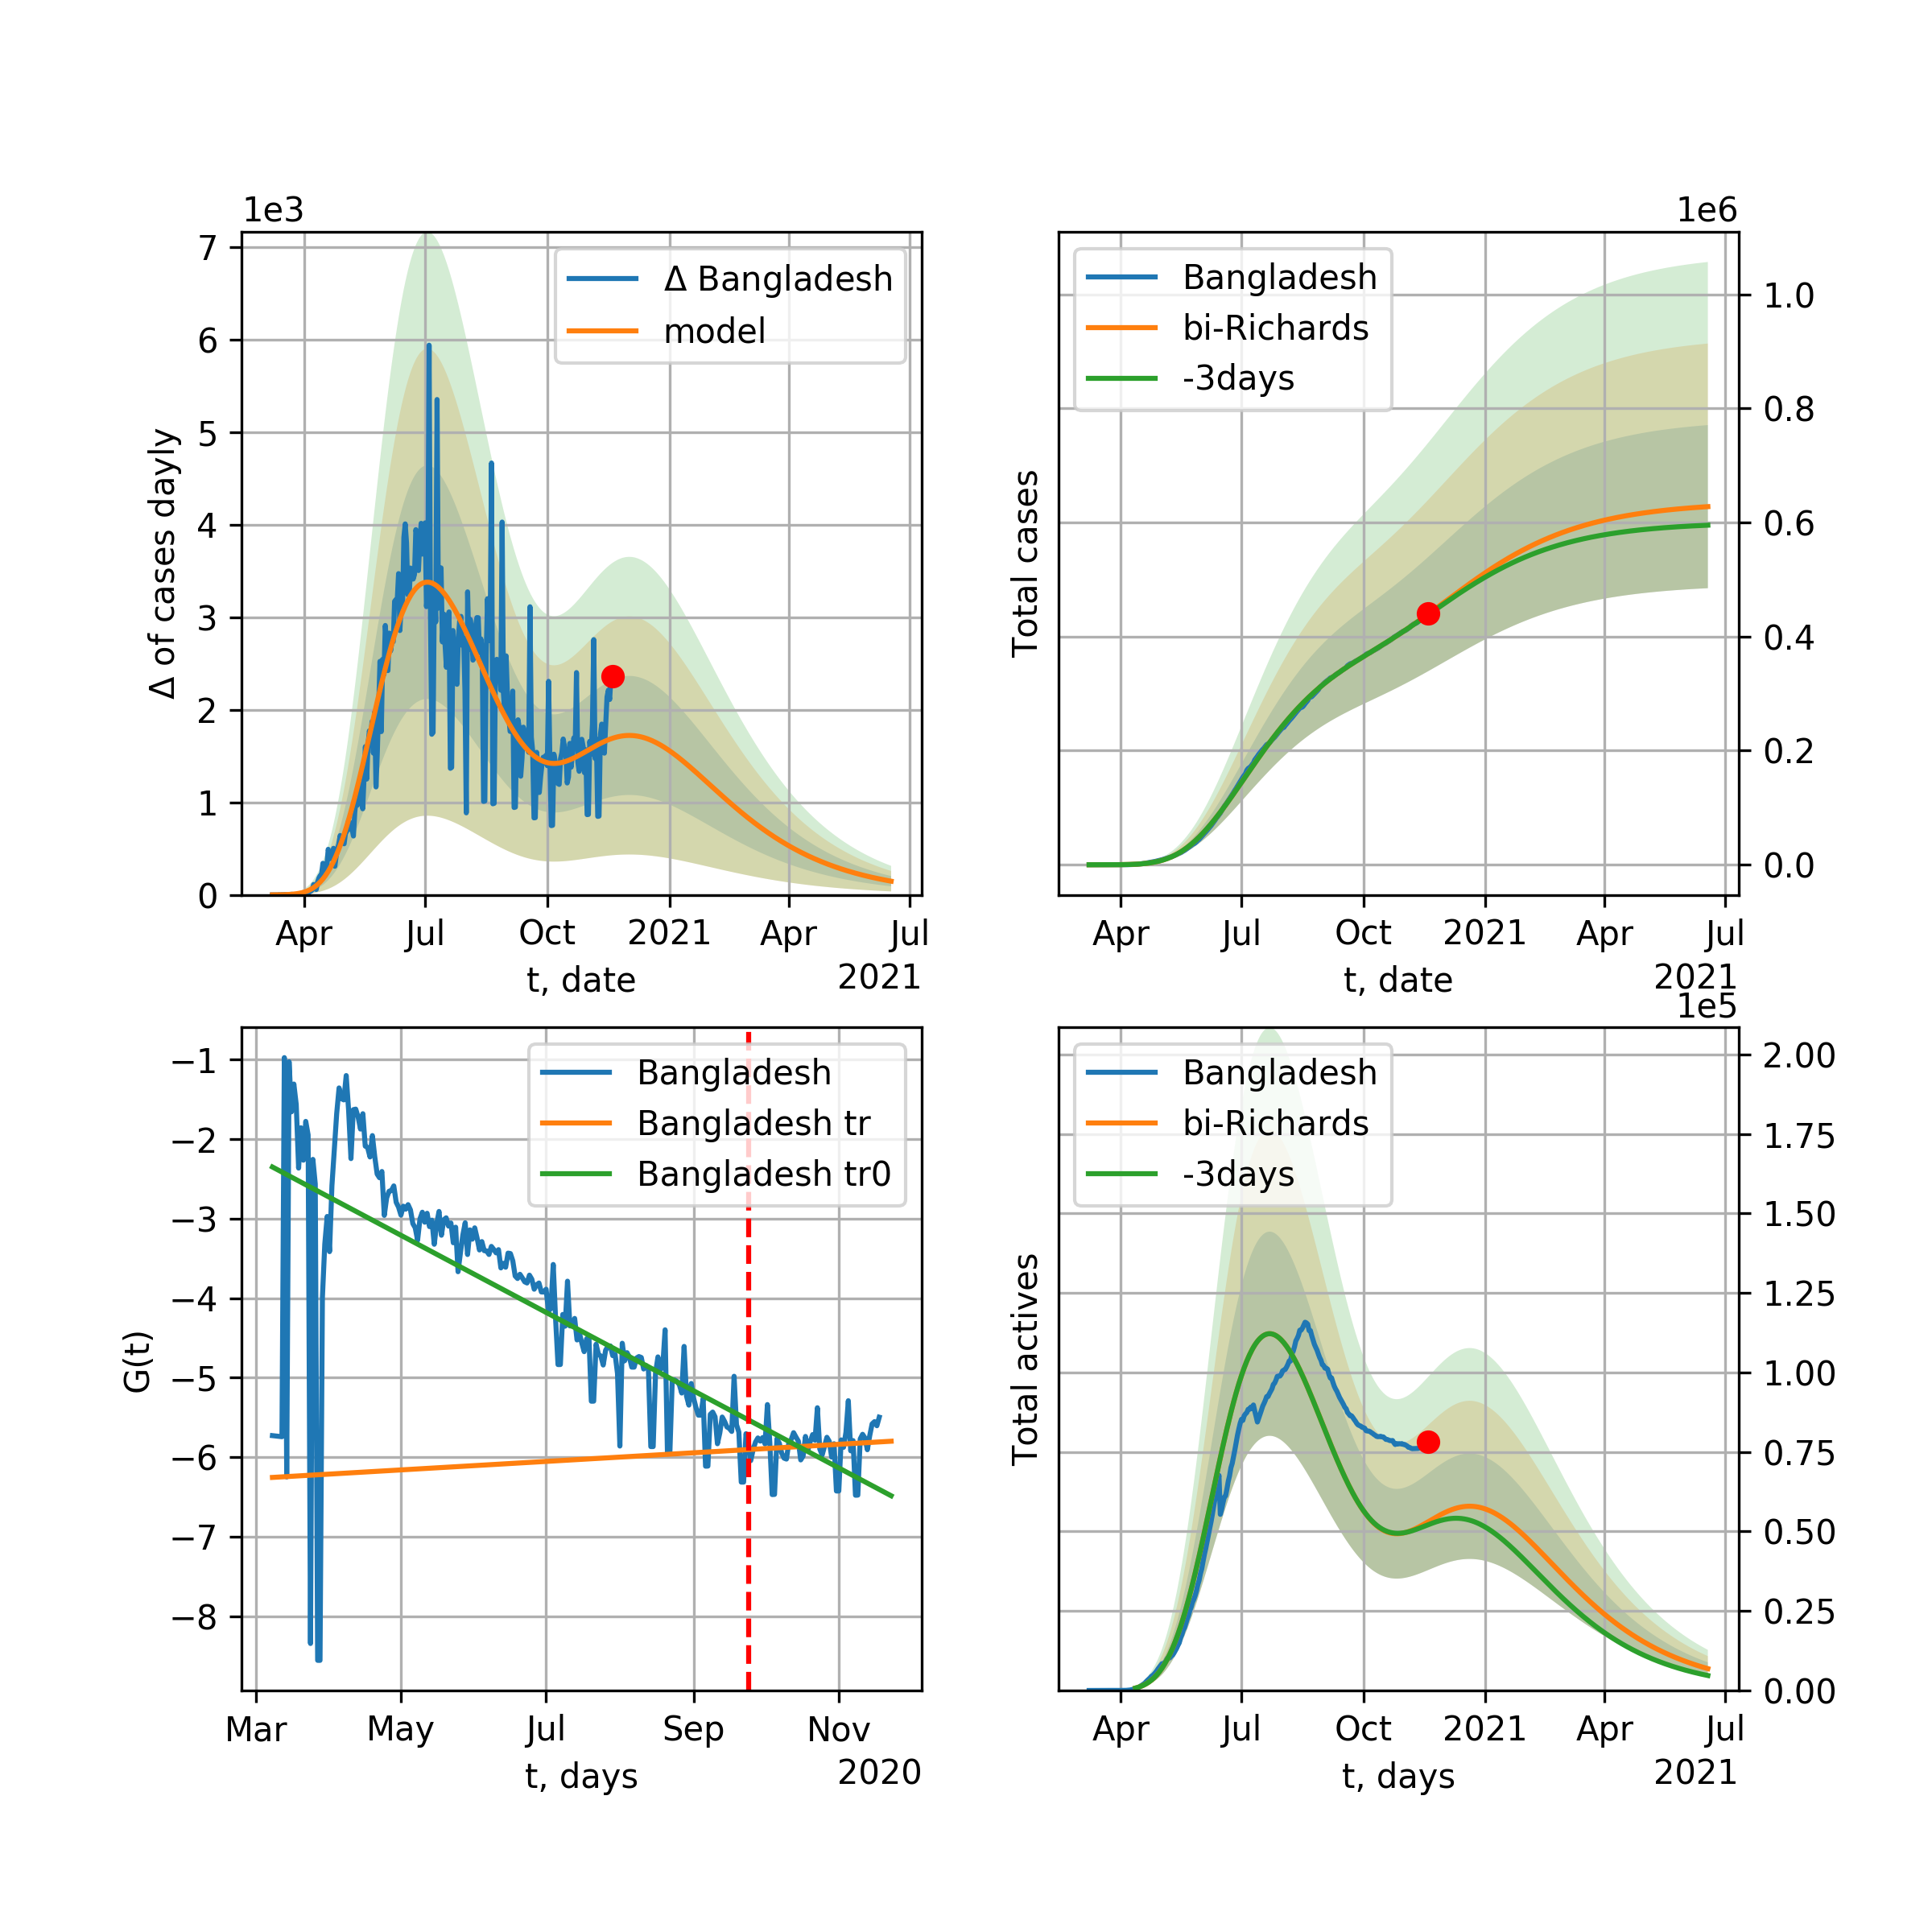 1e3
7
6
5
4
3
2
1
0
Δ of cases dayly
Δ Bangladesh
model
Apr Jul Oct 2021 Apr Jul
t, date
2021
1e6
Bangladesh
bi-Richards
-3days
1.0
0.8
0.6
0.4
0.2
0.0
Total cases
Apr Jul Oct 2021 Apr Jul
t, date
2021
−1
−2
−3
−4
−5
−6
−7
−8
G(t)
Bangladesh
Bangladesh tr
Bangladesh tr0
Mar May Jul Sep Nov
t, days
2020
1e5
Bangladesh
bi-Richards
-3days
2.00
1.75
1.50
1.25
1.00
0.75
0.50
0.25
0.00
Total actives
Apr Jul Oct 2021 Apr Jul
t, days
2021